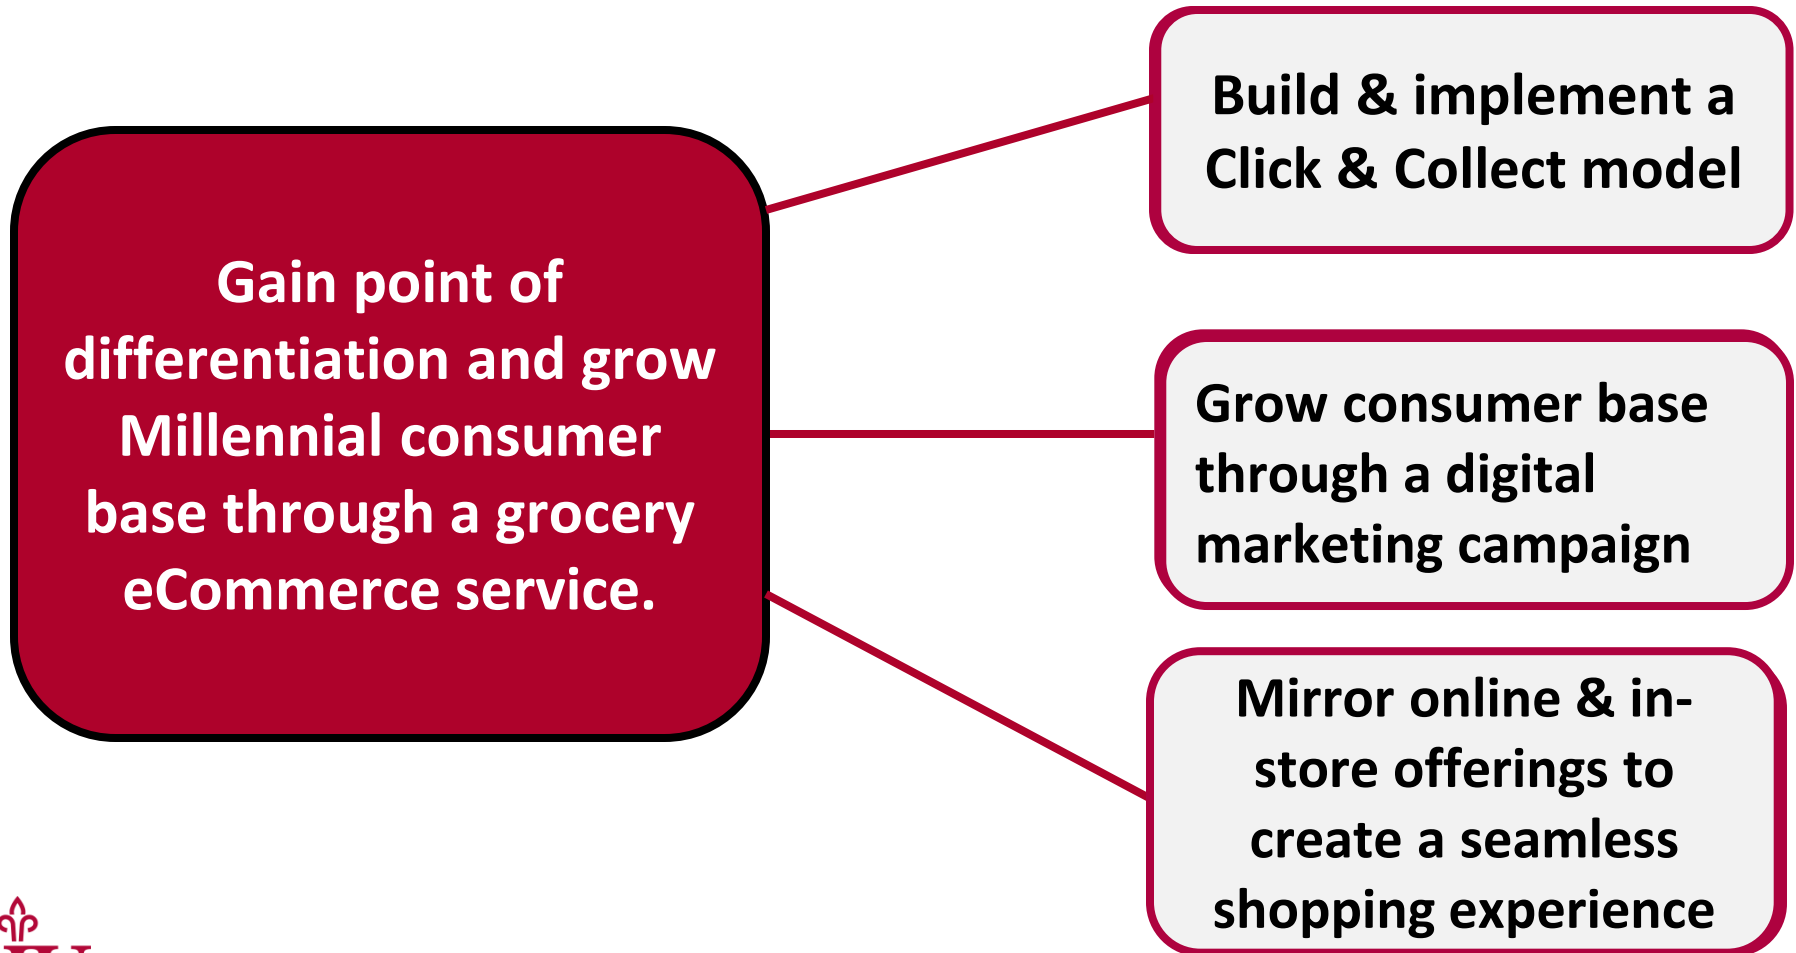 Gain point of
differentiation and grow
Millennial consumer
base through a grocery
eCommerce service.
Build & implement a
Click & Collect model
Grow consumer base
through a digital
marketing campaign
Mirror online & in-
store offerings to
create a seamless
shopping experience